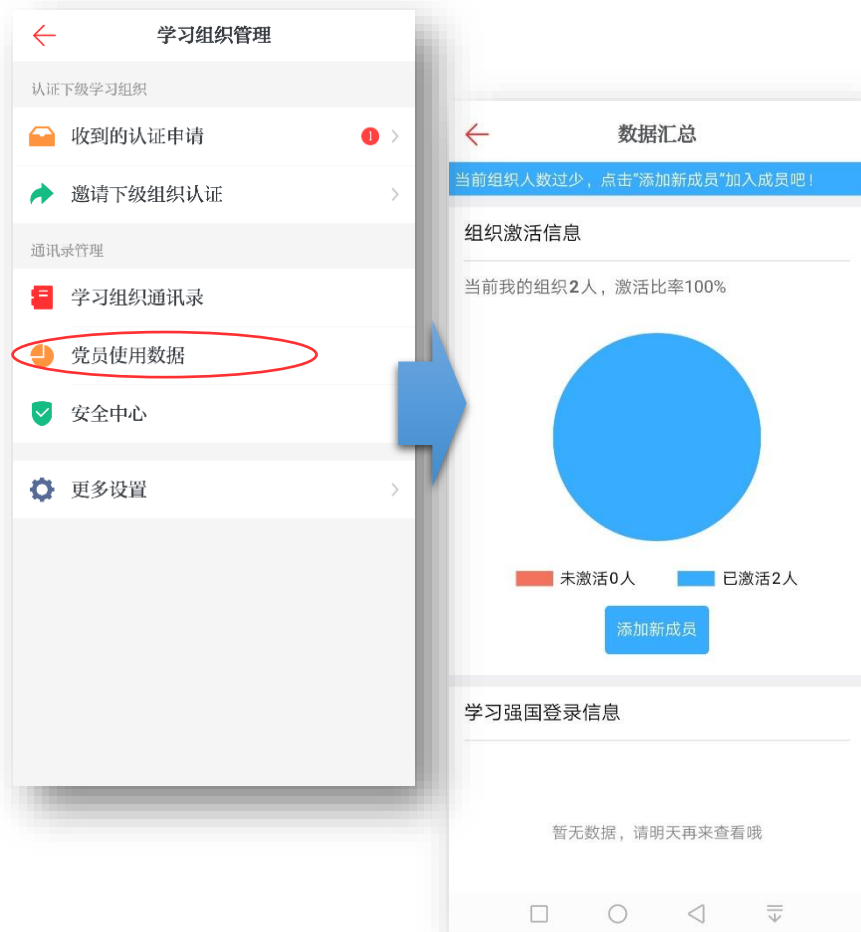 学习组织管理
认证下级学习组织
收到的认证申请
1
邀请下级组织认证
通讯录管理
学习组织通讯录
党员使用数据
安全中心
更多设置
数据汇总
当前组织人数过少，点击"添加新成员"加入成员吧！
组织激活信息
当前我的组织2人，激活比率100%
未激活0人
已激活2人
添加新成员
学习强国登录信息
暂无数据，请明天再来查看哦